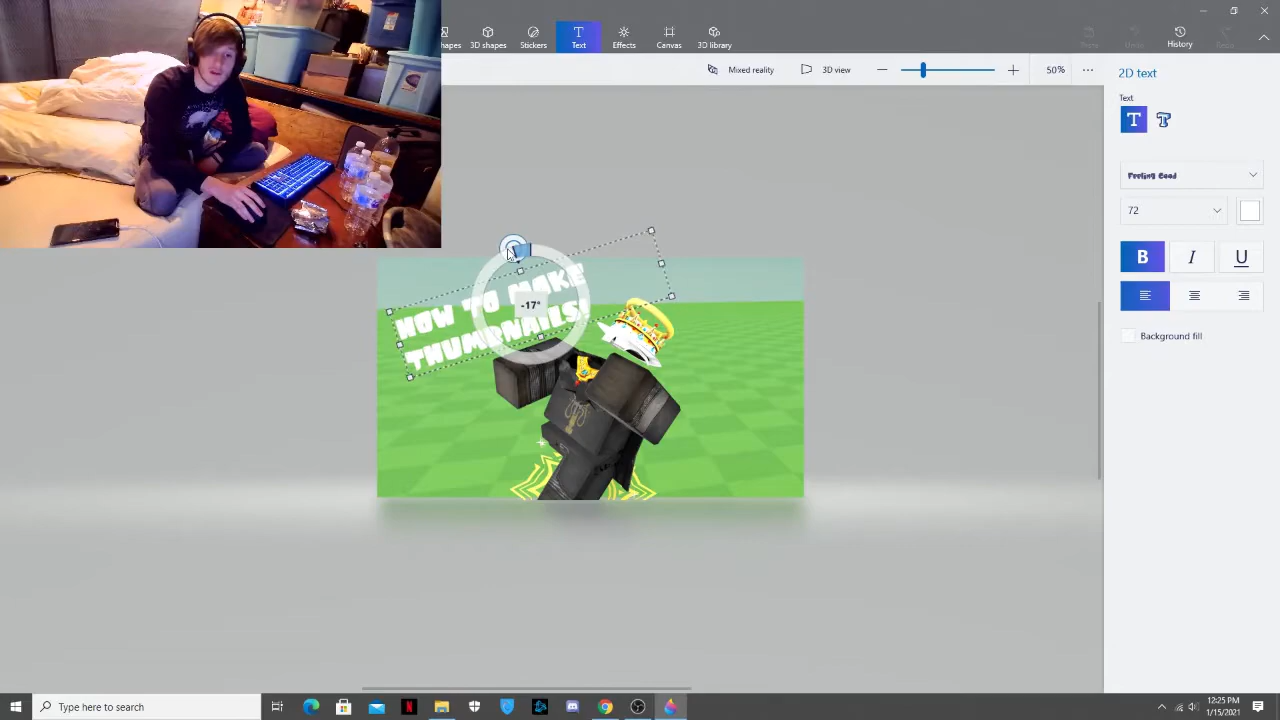 hapes
3D shapes
Stickers
Text
Effects
Canvas
3D library
History
Mixed reality
3D view
50%
2D text
Text
T
Feeling Good
72
B I U
Background fill
-17°
HOW TO MAKE
THUMBNAILS!
Type here to search
12:25 PM
1/15/2021